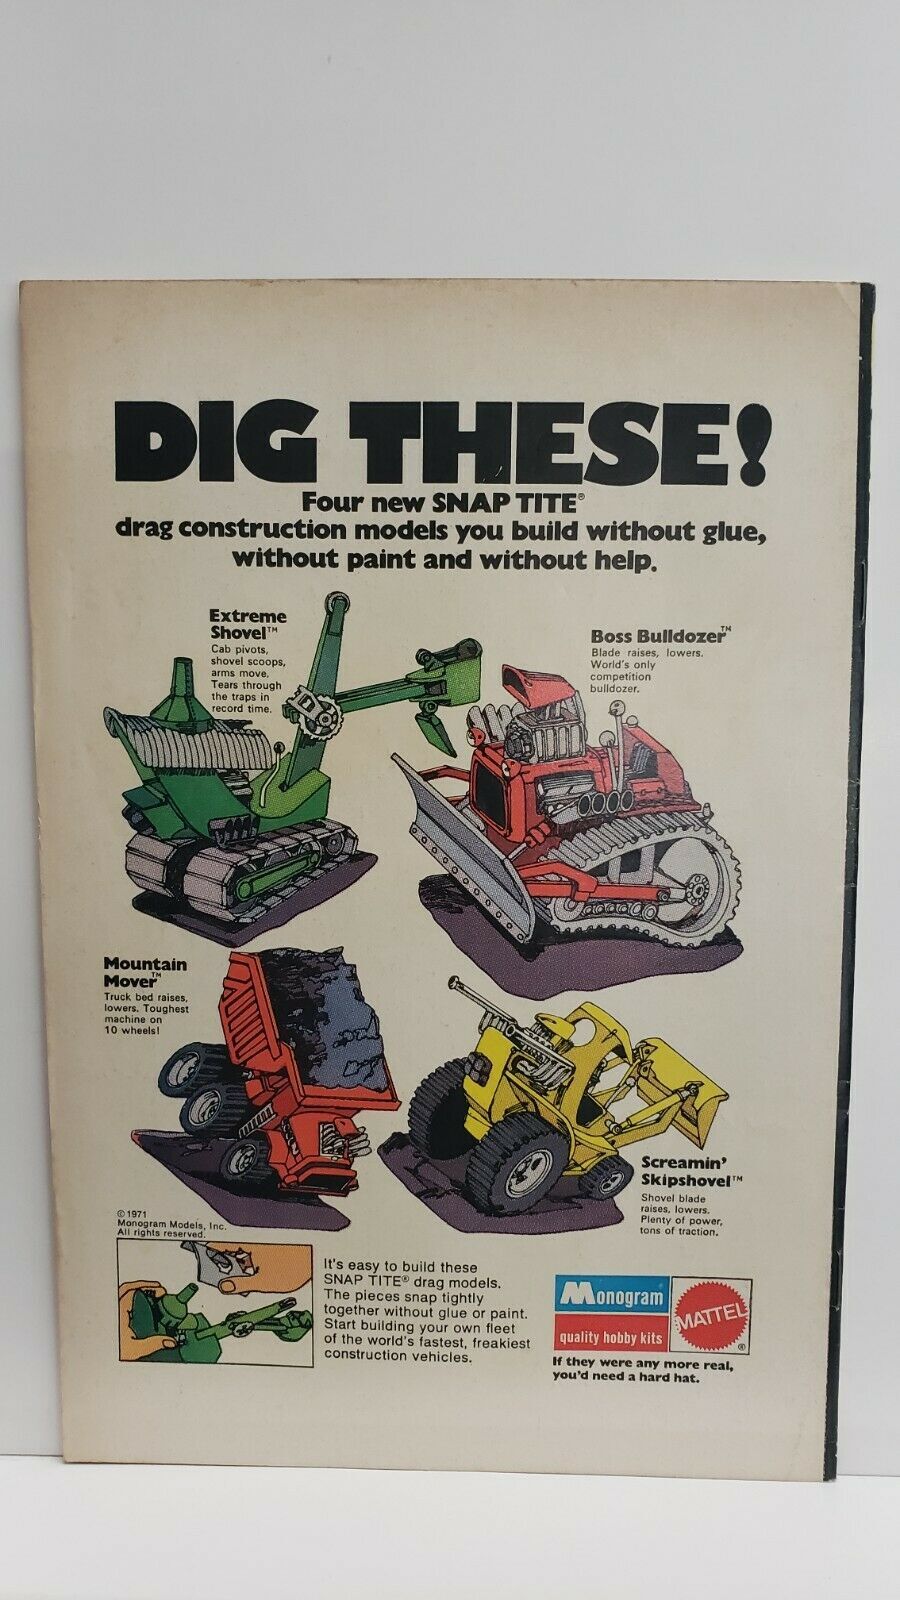 DIG THESE!
Four new SNAP TITE®
drag construction models you build without glue,
without paint and without help.
Extreme
Shovel™
Cab pivots,
shovel scoops,
arms move.
Tears through
the traps in
record time.
Boss Bulldozer™
Blade raises, lowers.
World's only
competition
bulldozer.
Mountain
Mover™
Truck bed raises,
lowers. Toughest
machine on
10 wheels!
Screamin'
Skipshovel™
Shovel blade
raises, lowers.
Plenty of power,
tons of traction.
©1971
Monogram Models, Inc.
All rights reserved.
It's easy to build these
SNAP TITE® drag models.
The pieces snap tightly
together without glue or paint.
Start building your own fleet
of the world's fastest, freakiest
construction vehicles.
Monogram
quality hobby kits
MATTEL
®
If they were any more real,
you'd need a hard hat.